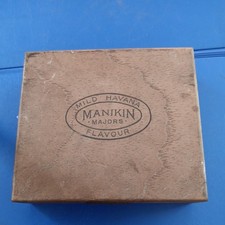 MILD HAVANA
MANIKIN
· MAJORS ·
FLAVOUR